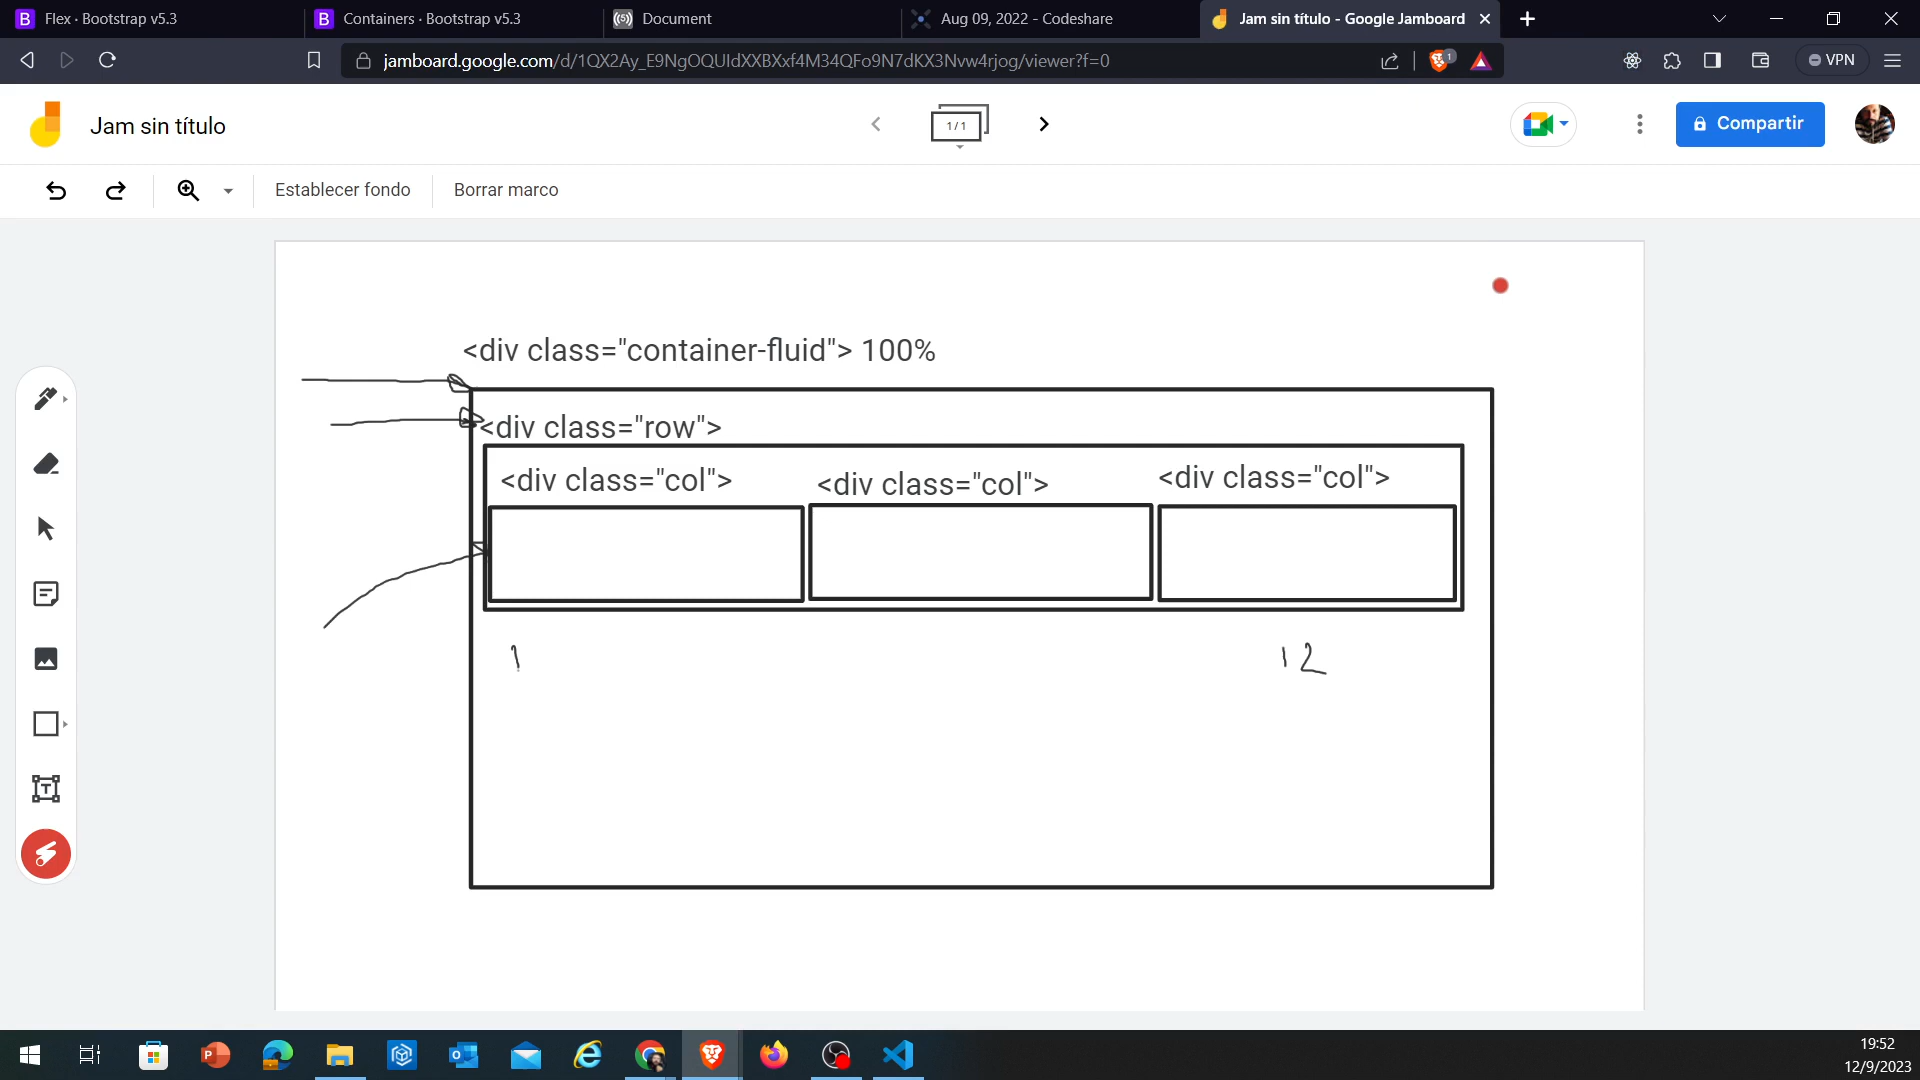 Flex · Bootstrap v5.3
Containers · Bootstrap v5.3
Document
Aug 09, 2022 - Codeshare
Jam sin título - Google Jamboard
jamboard.google.com/d/1QX2Ay_E9NgOQUIdXXBXxf4M34QFo9N7dKX3Nvw4rjog/viewer?f=0
1
VPN
Jam sin título
1 / 1
Compartir
Establecer fondo
Borrar marco
<div class="container-fluid"> 100%
<div class="row">
<div class="col">
<div class="col">
<div class="col">
1
12
19:52
12/9/2023